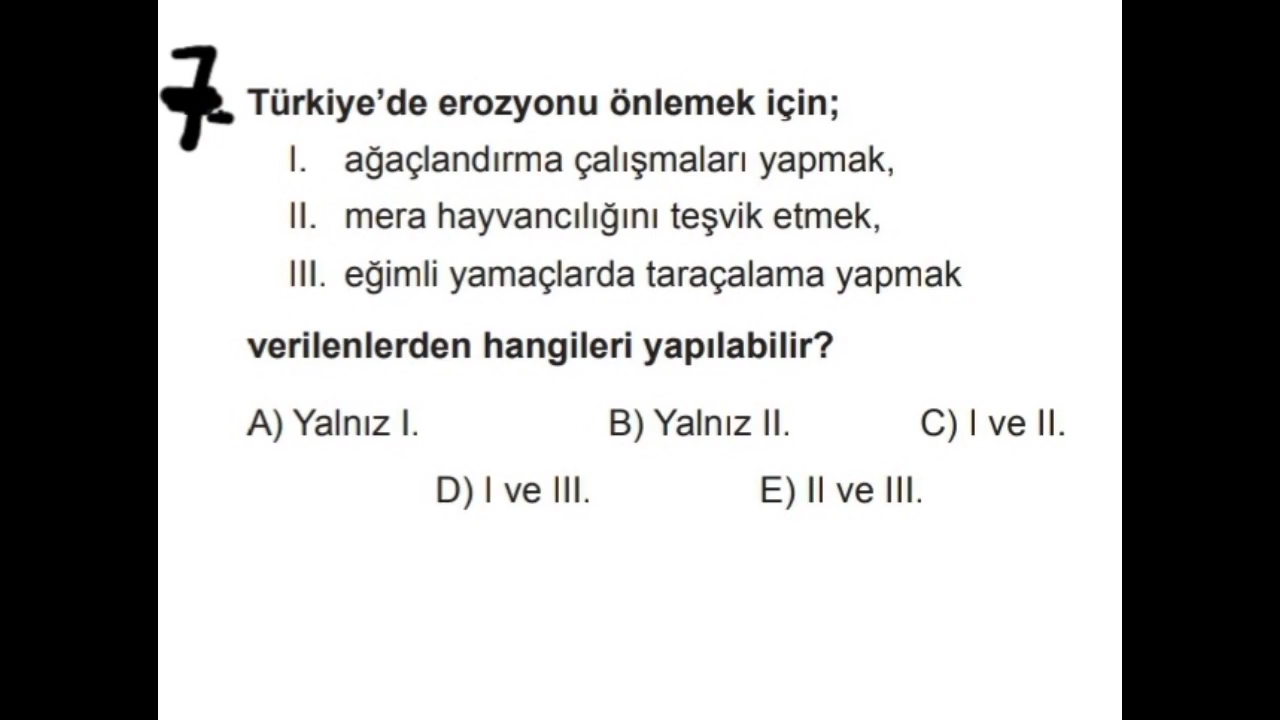 7. Türkiye’de erozyonu önlemek için;
I. ağaçlandırma çalışmaları yapmak,
II. mera hayvancılığını teşvik etmek,
III. eğimli yamaçlarda taraçalama yapmak
verilenlerden hangileri yapılabilir?
A) Yalnız I. B) Yalnız II. C) I ve II.
D) I ve III. E) II ve III.